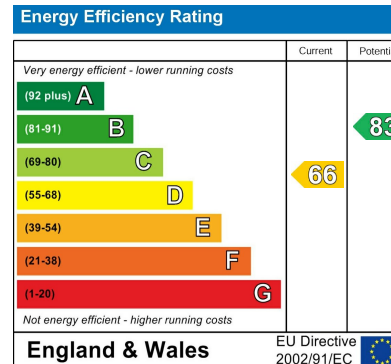 Energy Efficiency Rating
Current Potenti
Very energy efficient - lower running costs
(92 plus) A
(81-91) B
83
(69-80) C
66
(55-68) D
(39-54) E
(21-38) F
(1-20) G
Not energy efficient - higher running costs
England & Wales
EU Directive
2002/91/EC